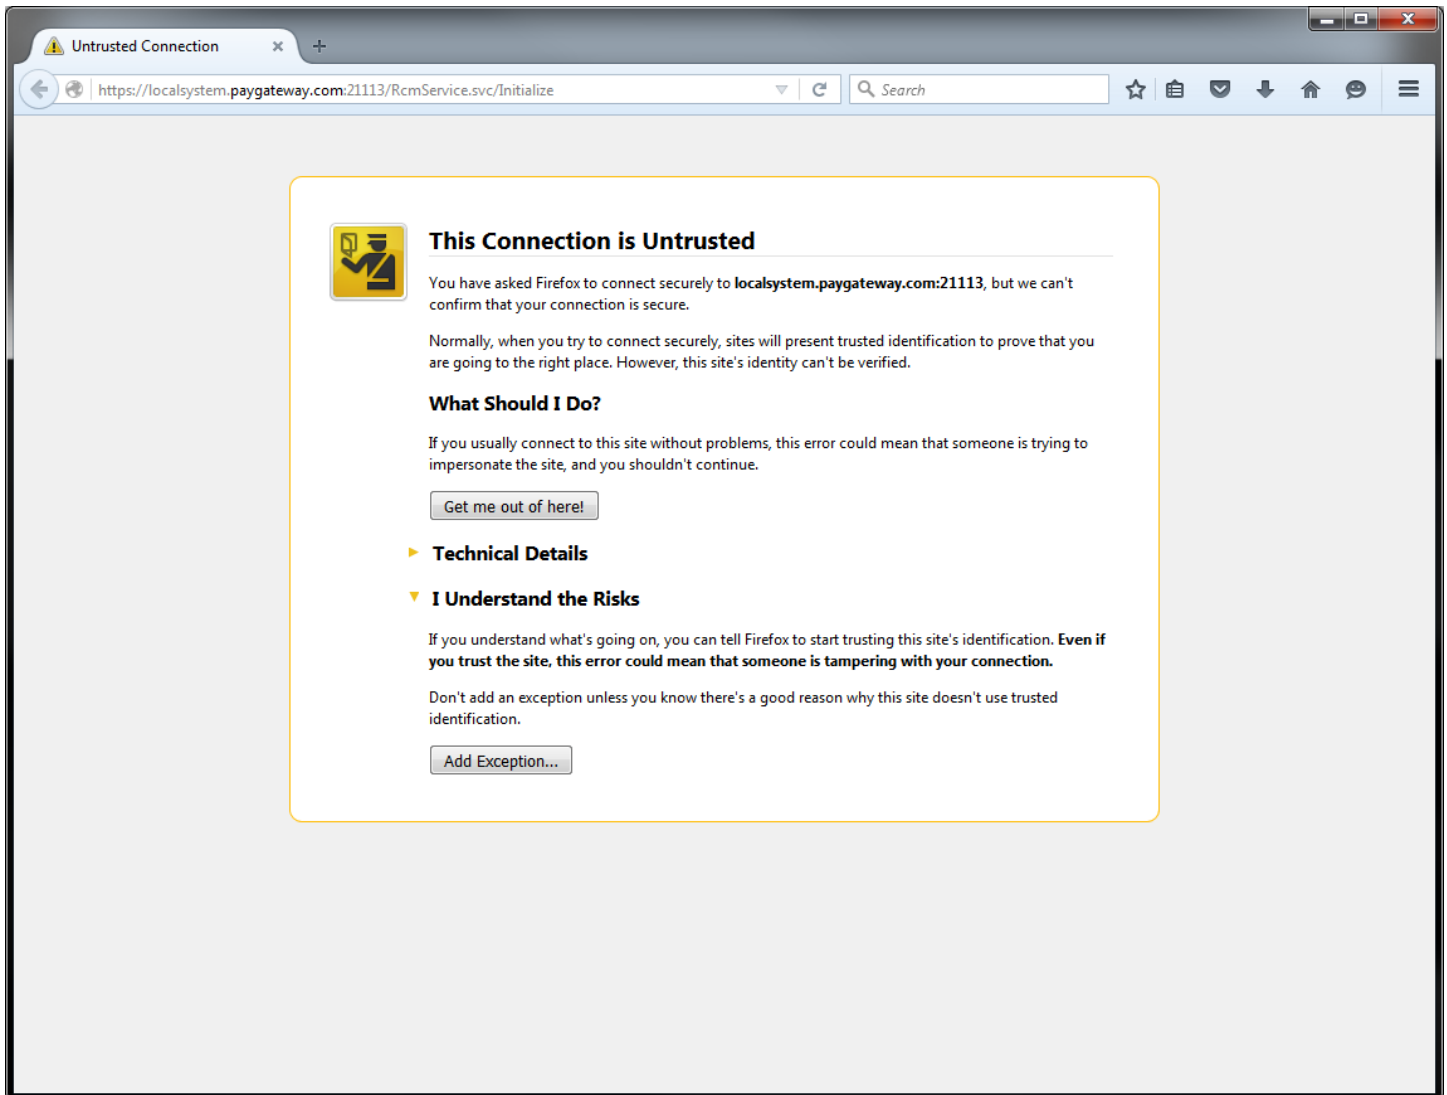 Untrusted Connection
https://localsystem.paygateway.com:21113/RcmService.svc/Initialize
Search
This Connection is Untrusted
You have asked Firefox to connect securely to localsystem.paygateway.com:21113, but we can't
confirm that your connection is secure.
Normally, when you try to connect securely, sites will present trusted identification to prove that you
are going to the right place. However, this site's identity can't be verified.
What Should I Do?
If you usually connect to this site without problems, this error could mean that someone is trying to
impersonate the site, and you shouldn't continue.
Get me out of here!
Technical Details
I Understand the Risks
If you understand what's going on, you can tell Firefox to start trusting this site's identification. Even if
you trust the site, this error could mean that someone is tampering with your connection.
Don't add an exception unless you know there's a good reason why this site doesn't use trusted
identification.
Add Exception...